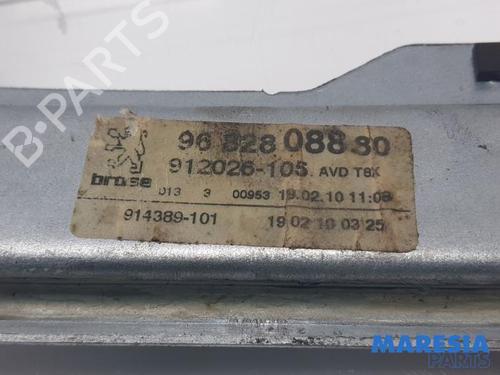 96 828 088 80
brose
912026-105 AVD T8X
013 3 00953 19.02.10 11:08
914389-101 19 02 10 03:25
B-PARTS
MARESIA
PARTS